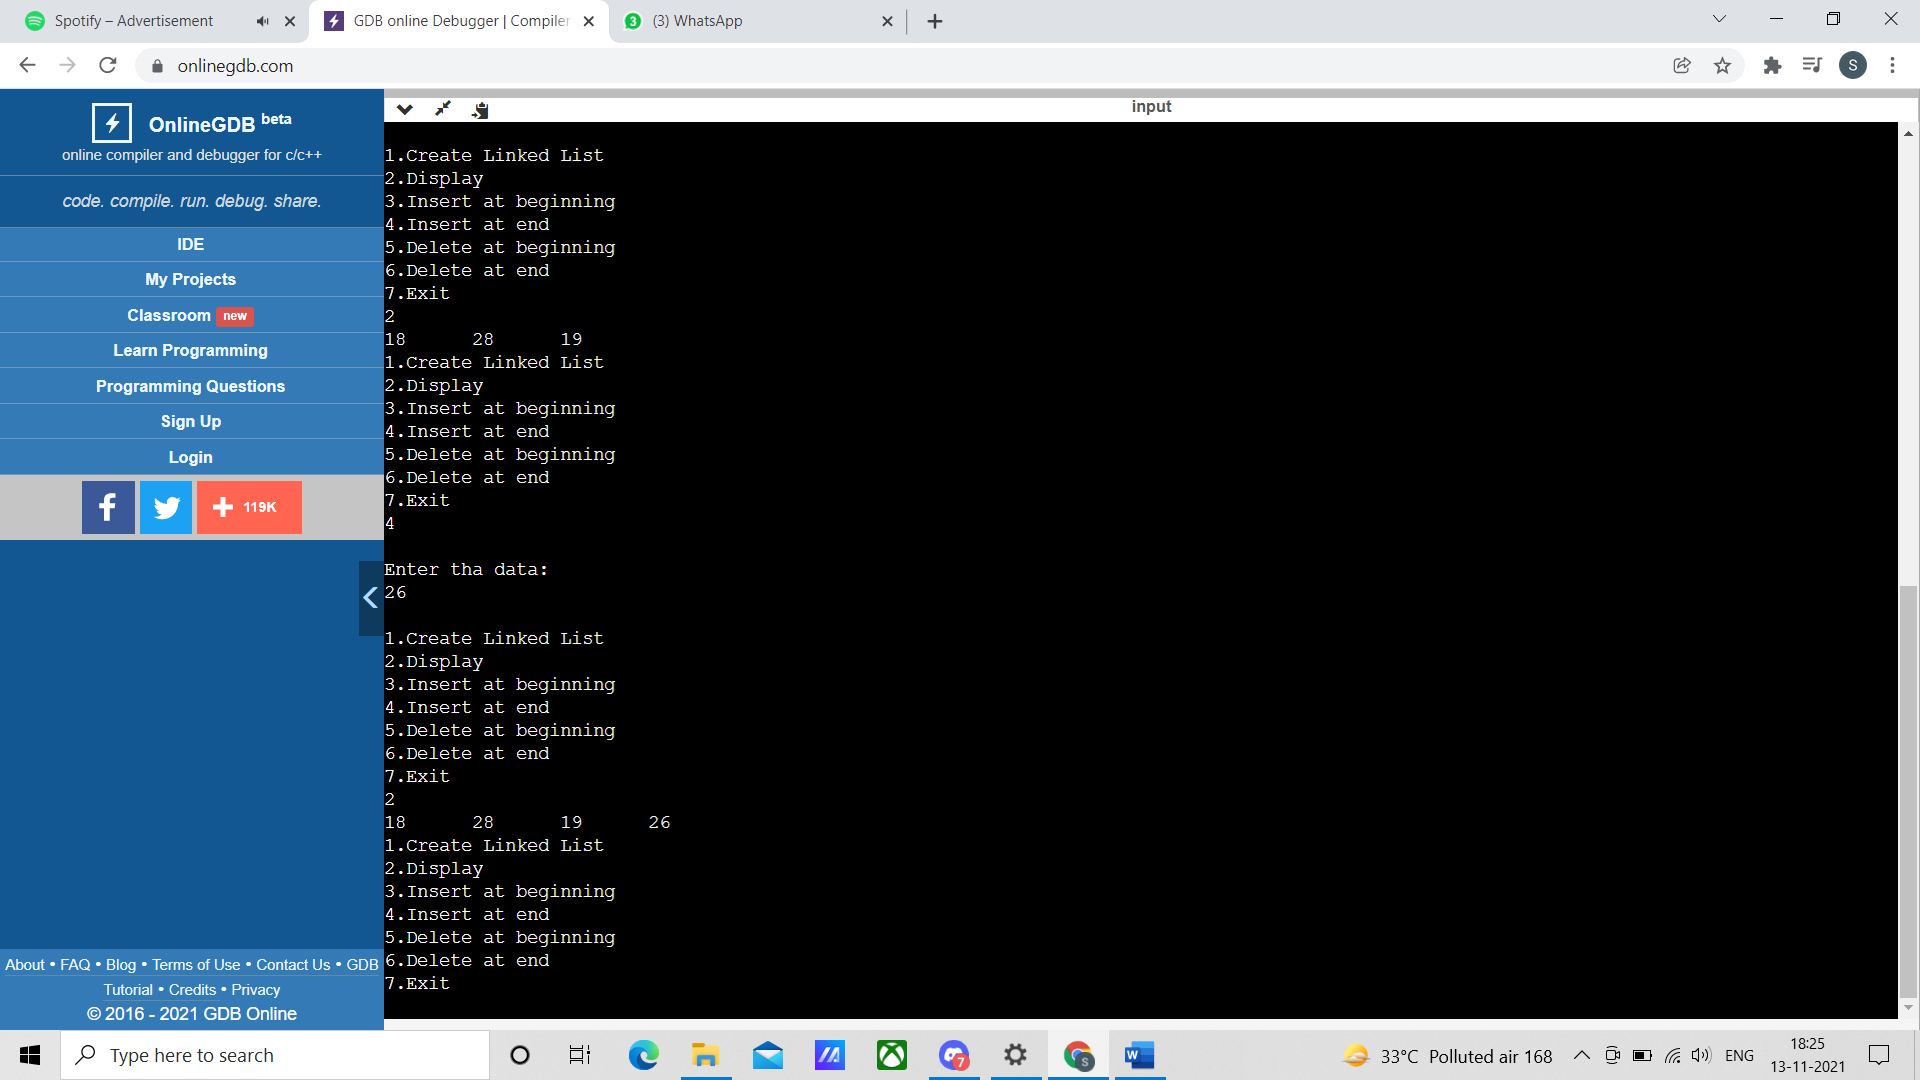 Spotify – Advertisement
GDB online Debugger | Compiler
(3) WhatsApp
onlinegdb.com
S
OnlineGDB beta
online compiler and debugger for c/c++
code. compile. run. debug. share.
IDE
My Projects
Classroom new
Learn Programming
Programming Questions
Sign Up
Login
119K
About • FAQ • Blog • Terms of Use • Contact Us • GDB
Tutorial • Credits • Privacy
© 2016 - 2021 GDB Online
input
1.Create Linked List
2.Display
3.Insert at beginning
4.Insert at end
5.Delete at beginning
6.Delete at end
7.Exit
2
18 28 19
1.Create Linked List
2.Display
3.Insert at beginning
4.Insert at end
5.Delete at beginning
6.Delete at end
7.Exit
4
Enter tha data:
26
1.Create Linked List
2.Display
3.Insert at beginning
4.Insert at end
5.Delete at beginning
6.Delete at end
7.Exit
2
18 28 19 26
1.Create Linked List
2.Display
3.Insert at beginning
4.Insert at end
5.Delete at beginning
6.Delete at end
7.Exit
Type here to search
7
S
W
33°C Polluted air 168
ENG
18:25
13-11-2021